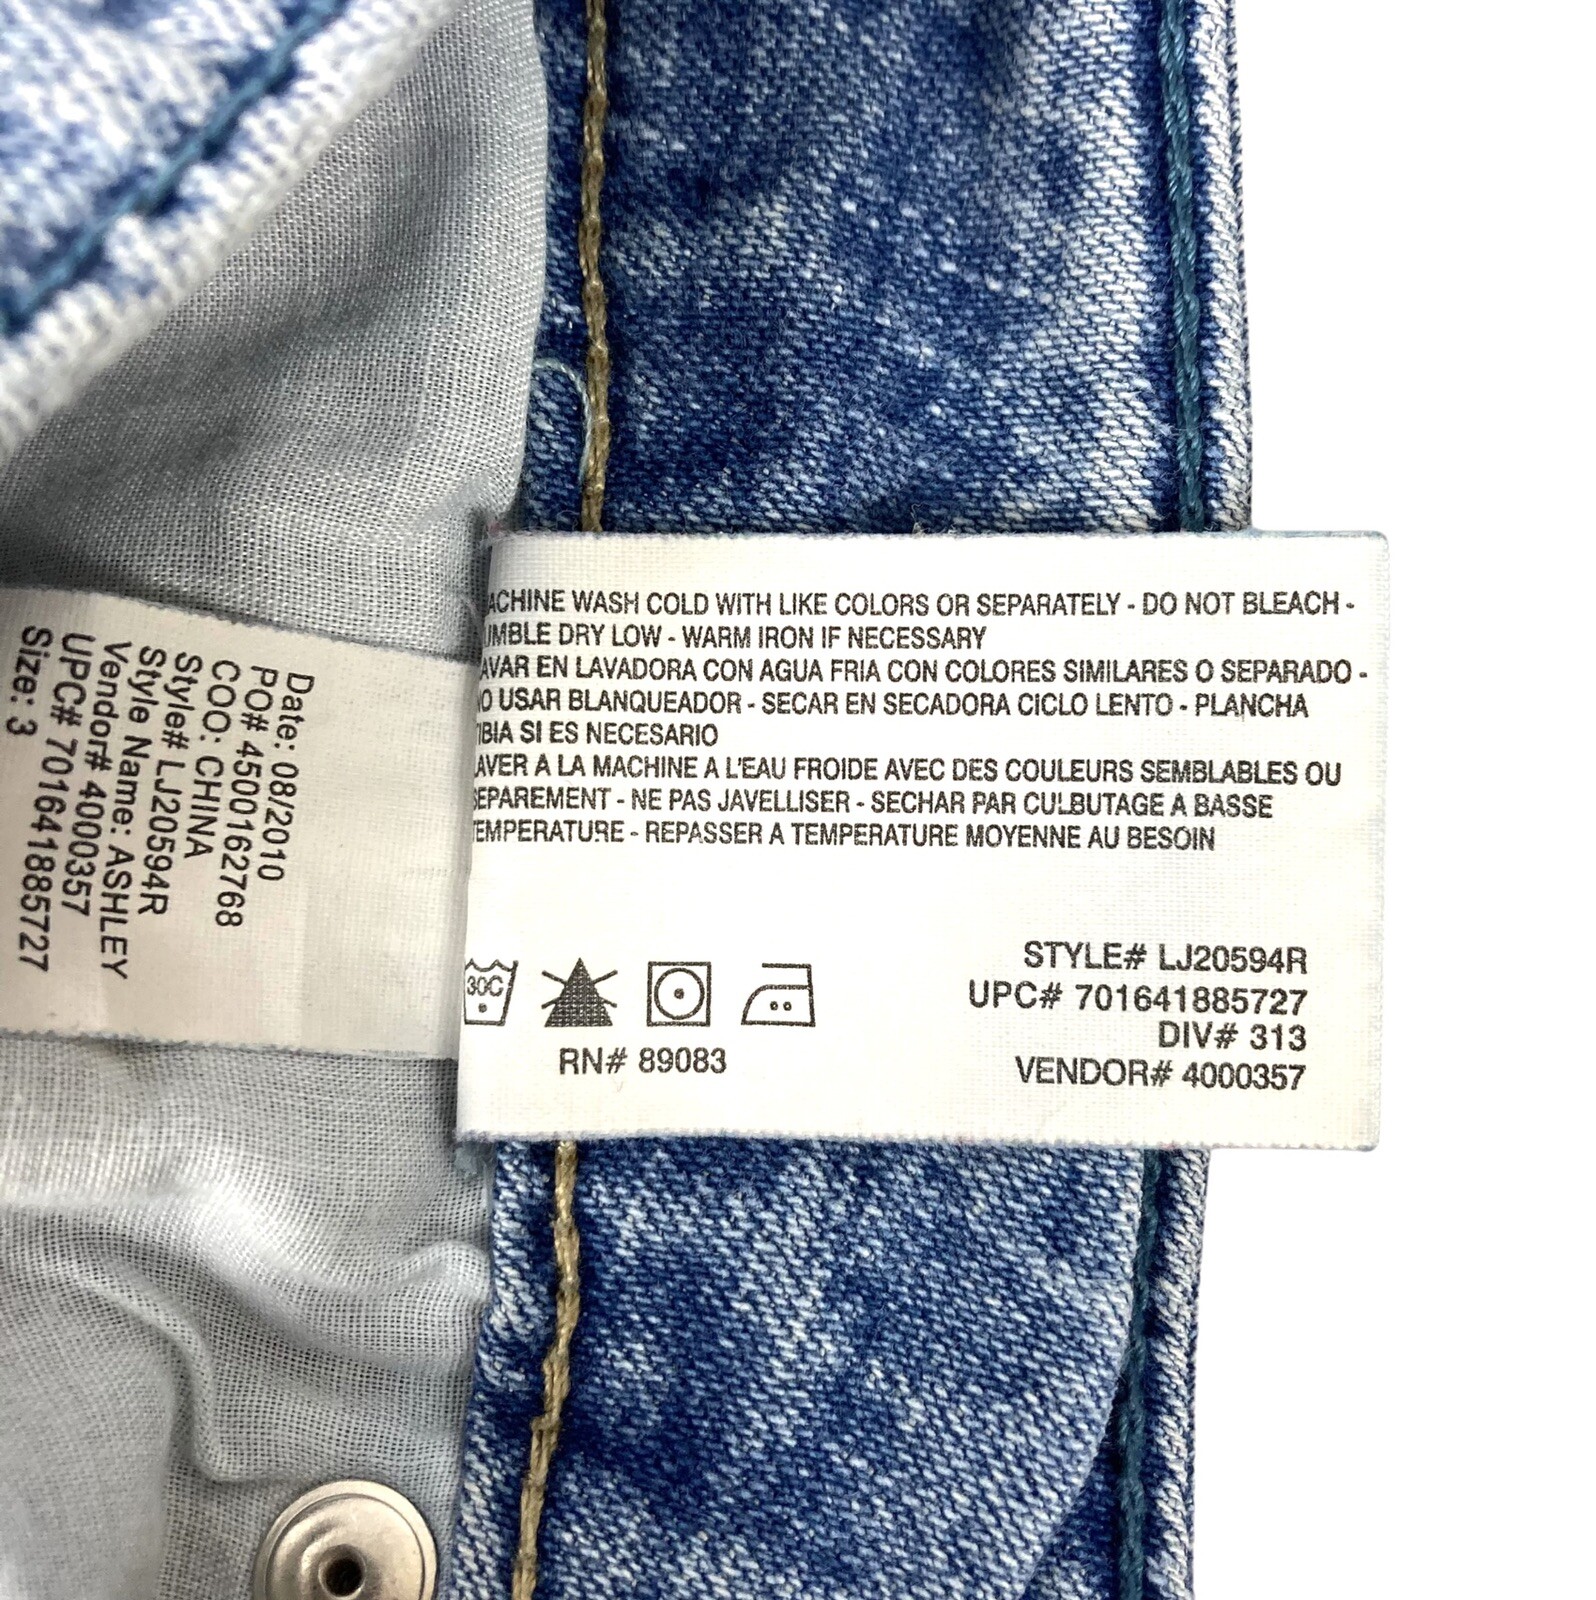 Date: 08/2010
PO# 4500162768
COO: CHINA
Style# LJ20594R
Style Name: ASHLEY
Vendor# 4000357
UPC# 701641885727
Size: 3
ACHINE WASH COLD WITH LIKE COLORS OR SEPARATELY - DO NOT BLEACH -
UMBLE DRY LOW - WARM IRON IF NECESSARY
AVAR EN LAVADORA CON AGUA FRIA CON COLORES SIMILARES O SEPARADO -
NO USAR BLANQUEADOR - SECAR EN SECADORA CICLO LENTO - PLANCHA
TIBIA SI ES NECESARIO
AVER A LA MACHINE A L'EAU FROIDE AVEC DES COULEURS SEMBLABLES OU
SEPAREMENT - NE PAS JAVELLISER - SECHAR PAR CULBUTAGE A BASSE
TEMPERATURE - REPASSER A TEMPERATURE MOYENNE AU BESOIN
30C
RN# 89083
STYLE# LJ20594R
UPC# 701641885727
DIV# 313
VENDOR# 4000357